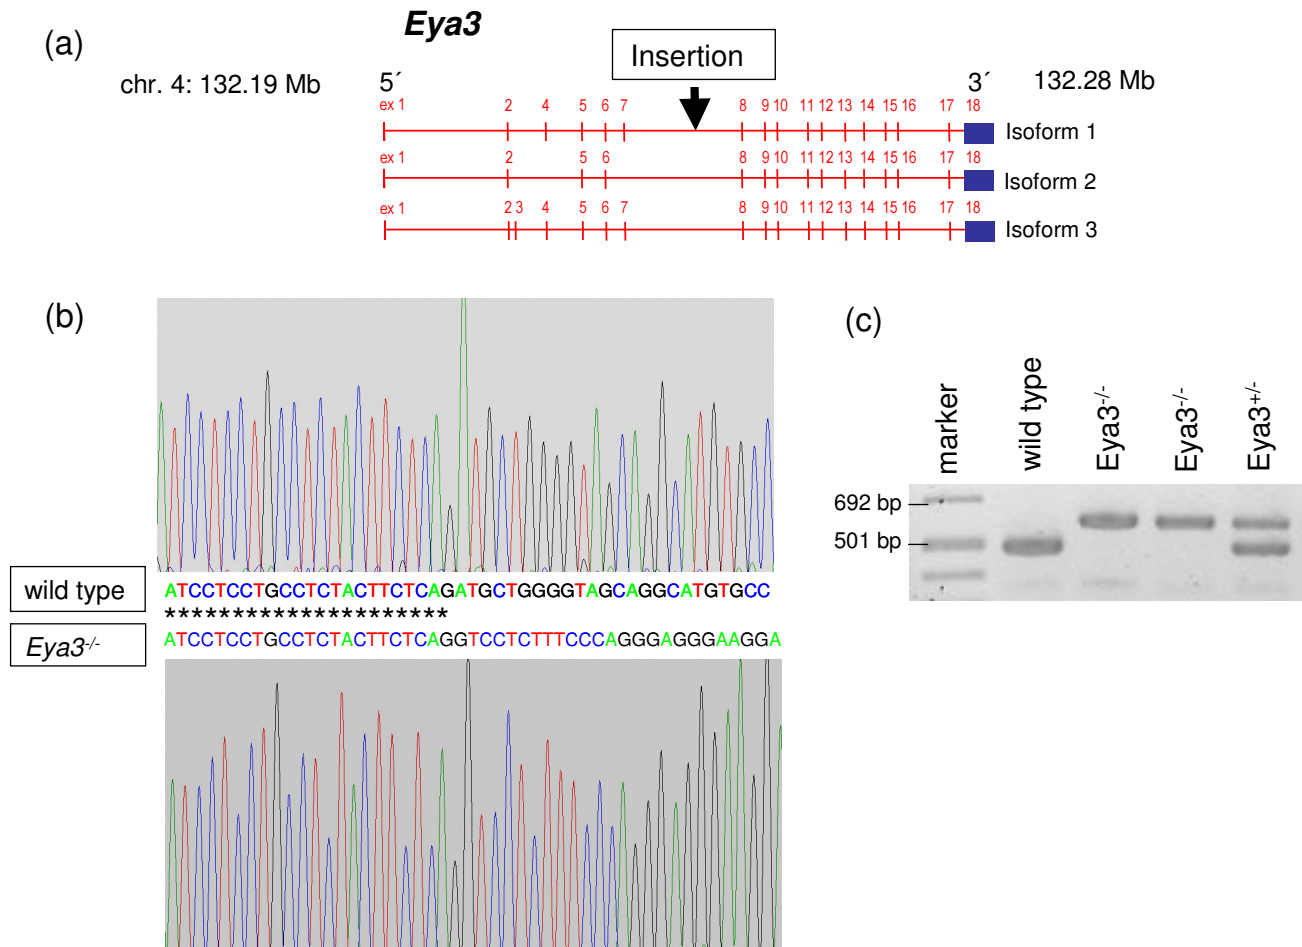 (a)
Eya3
Insertion
chr. 4: 132.19 Mb
5´
3´
132.28 Mb
ex 1 2 4 5 6 7 8 9 10 11 12 13 14 15 16 17 18
Isoform 1
ex 1 2 5 6 8 9 10 11 12 13 14 15 16 17 18
Isoform 2
ex 1 2 3 4 5 6 7 8 9 10 11 12 13 14 15 16 17 18
Isoform 3
(b)
wild type
ATCCTCCTGCCTCTACTTCTCAGATGCTGGGGTAGCAGGCATGTGCC
*********************
Eya3-/-
ATCCTCCTGCCTCTACTTCTCAGGTCCTCTTTCCCAGGGAGGGAAGGA
(c)
marker
wild type
Eya3-/-
Eya3-/-
Eya3+/-
692 bp
501 bp